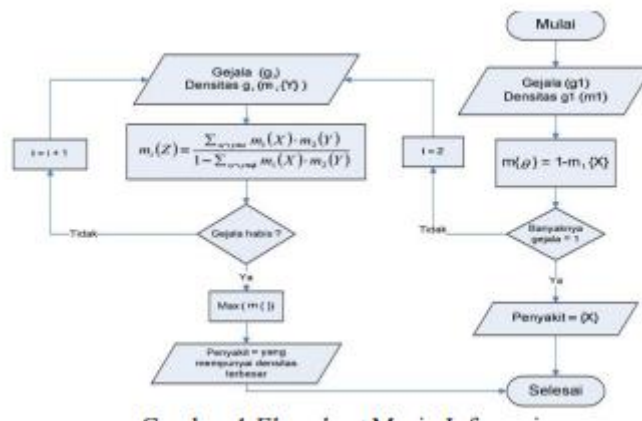 Mulai
Gejala (g1)
Densitas g1 (m1)
m{θ} = 1-m₁{X}
Banyaknya
gejala = 1
Tidak
Ya
Penyakit = {X}
Selesai
i = 2
Gejala (gᵢ)
Densitas gᵢ (mᵢ{Y})
Gejala habis ?
Tidak
i = i + 1
Ya
Max( m{ })
Penyakit = yang
mempunyai densitas
terbesar